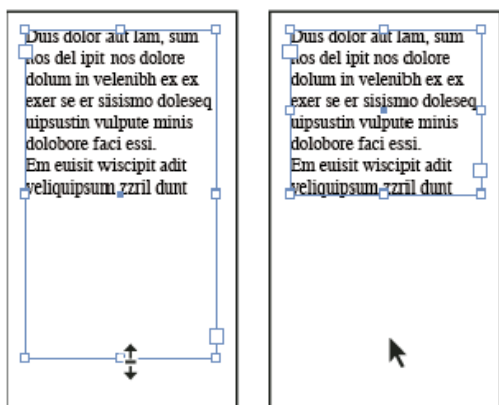 Duis dolor aut lam, sum
nos del ipit nos dolore
dolum in velenibh ex ex
exer se er sisismo doleseq
uipsustin vulpute minis
dolobore faci essi.
Em euisit wiscipit adit
veliquipsum zzril dunt
Duis dolor aut lam, sum
nos del ipit nos dolore
dolum in velenibh ex ex
exer se er sisismo doleseq
uipsustin vulpute minis
dolobore faci essi.
Em euisit wiscipit adit
veliquipsum zzril dunt